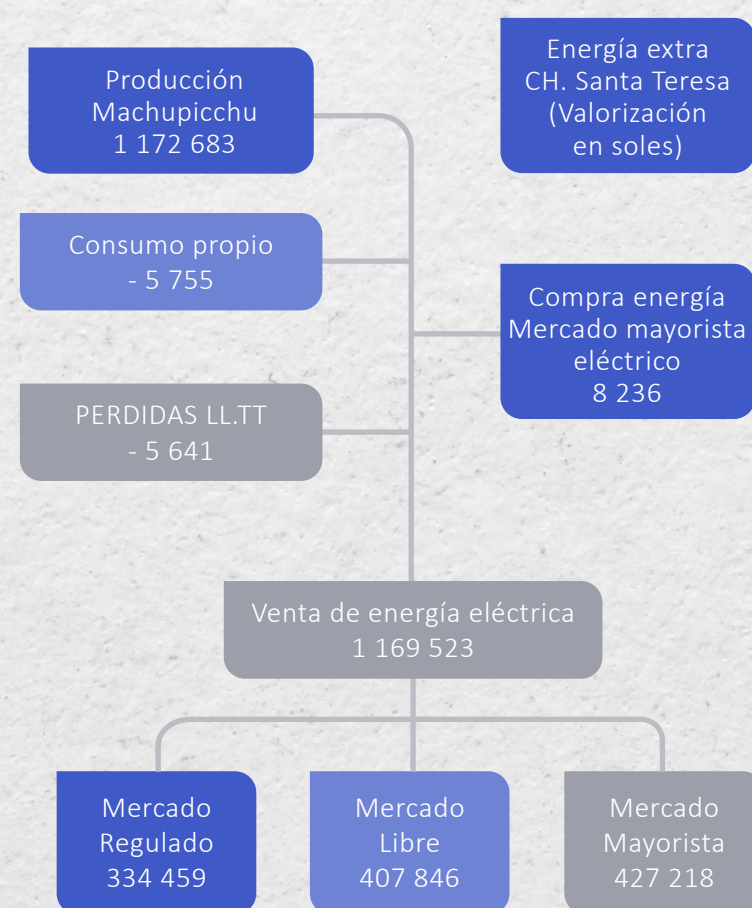 Producción
Machupicchu
1 172 683
Energía extra
CH. Santa Teresa
(Valorización
en soles)
Consumo propio
- 5 755
Compra energía
Mercado mayorista
eléctrico
8 236
PERDIDAS LL.TT
- 5 641
Venta de energía eléctrica
1 169 523
Mercado
Regulado
334 459
Mercado
Libre
407 846
Mercado
Mayorista
427 218